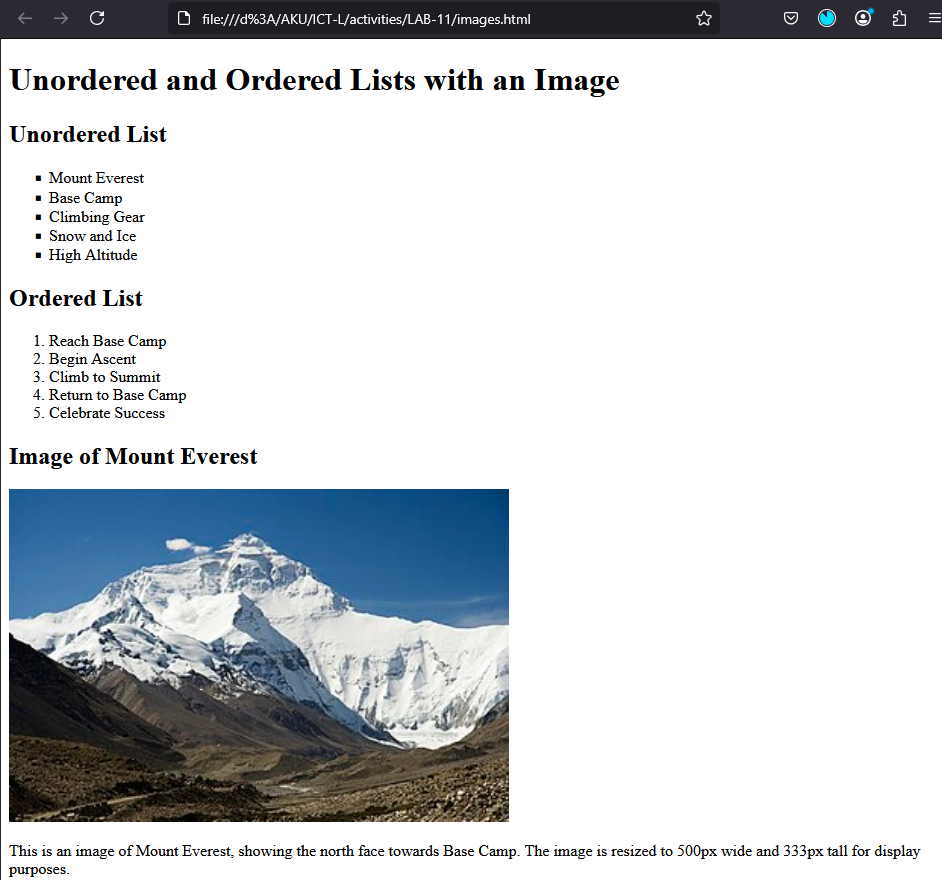 file:///d%3A/AKU/ICT-L/activities/LAB-11/images.html
Unordered and Ordered Lists with an Image
Unordered List
Mount Everest
Base Camp
Climbing Gear
Snow and Ice
High Altitude
Ordered List
1. Reach Base Camp
2. Begin Ascent
3. Climb to Summit
4. Return to Base Camp
5. Celebrate Success
Image of Mount Everest
This is an image of Mount Everest, showing the north face towards Base Camp. The image is resized to 500px wide and 333px tall for display
purposes.